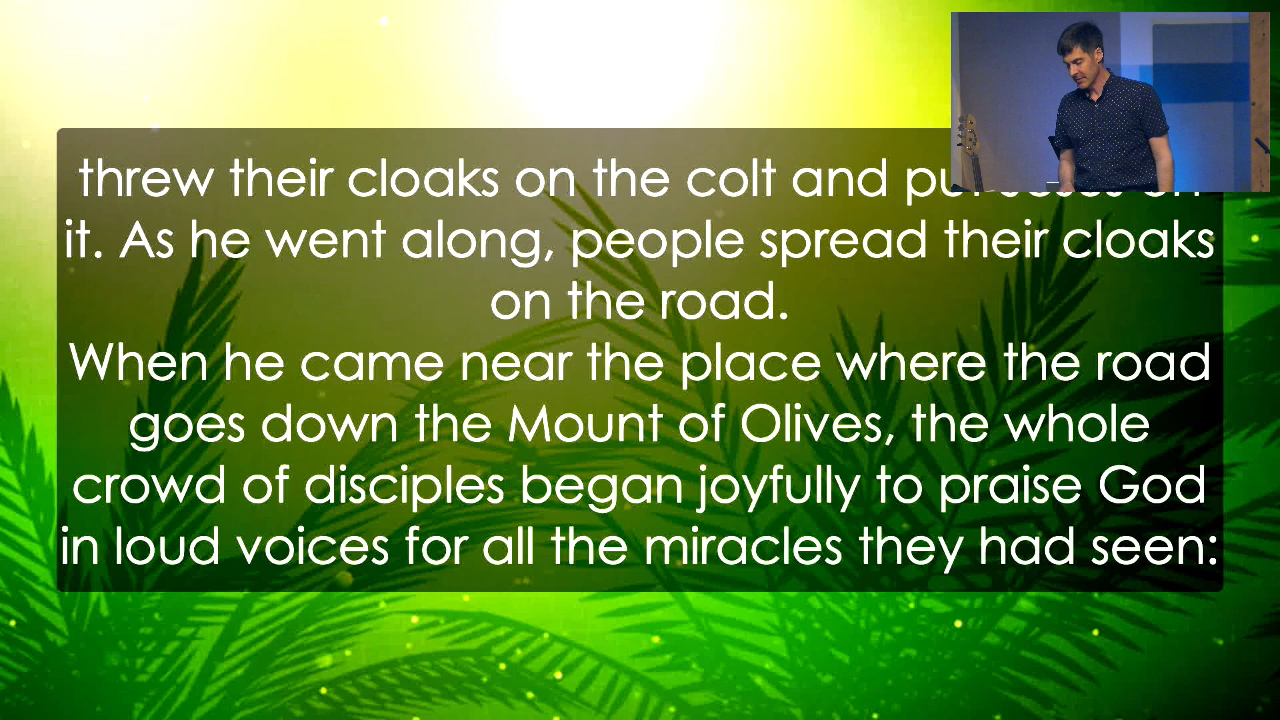 threw their cloaks on the colt and put
it. As he went along, people spread their cloaks
on the road.
When he came near the place where the road
goes down the Mount of Olives, the whole
crowd of disciples began joyfully to praise God
in loud voices for all the miracles they had seen: